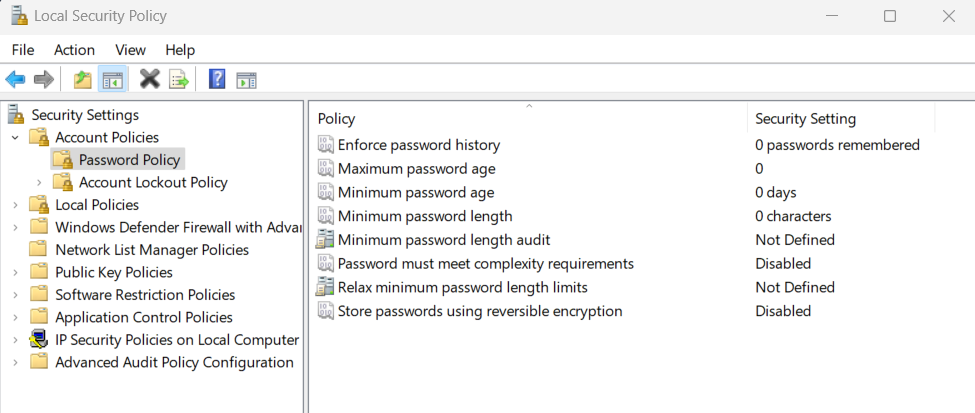 Local Security Policy
File Action View Help
Security Settings
Account Policies
Password Policy
Account Lockout Policy
Local Policies
Windows Defender Firewall with Adva
Network List Manager Policies
Public Key Policies
Software Restriction Policies
Application Control Policies
IP Security Policies on Local Computer
Advanced Audit Policy Configuration
Policy Security Setting
Enforce password history 0 passwords remembered
Maximum password age 0
Minimum password age 0 days
Minimum password length 0 characters
Minimum password length audit Not Defined
Password must meet complexity requirements Disabled
Relax minimum password length limits Not Defined
Store passwords using reversible encryption Disabled